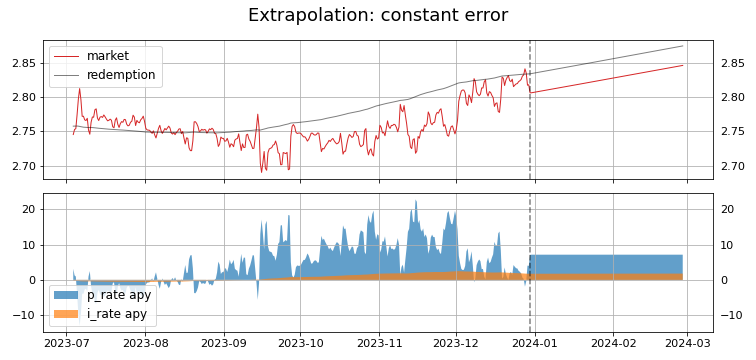 Extrapolation: constant error
market
redemption
2.85
2.80
2.75
2.70
2.85
2.80
2.75
2.70
20
10
0
−10
20
10
0
−10
p_rate apy
i_rate apy
2023-07 2023-08 2023-09 2023-10 2023-11 2023-12 2024-01 2024-02 2024-03